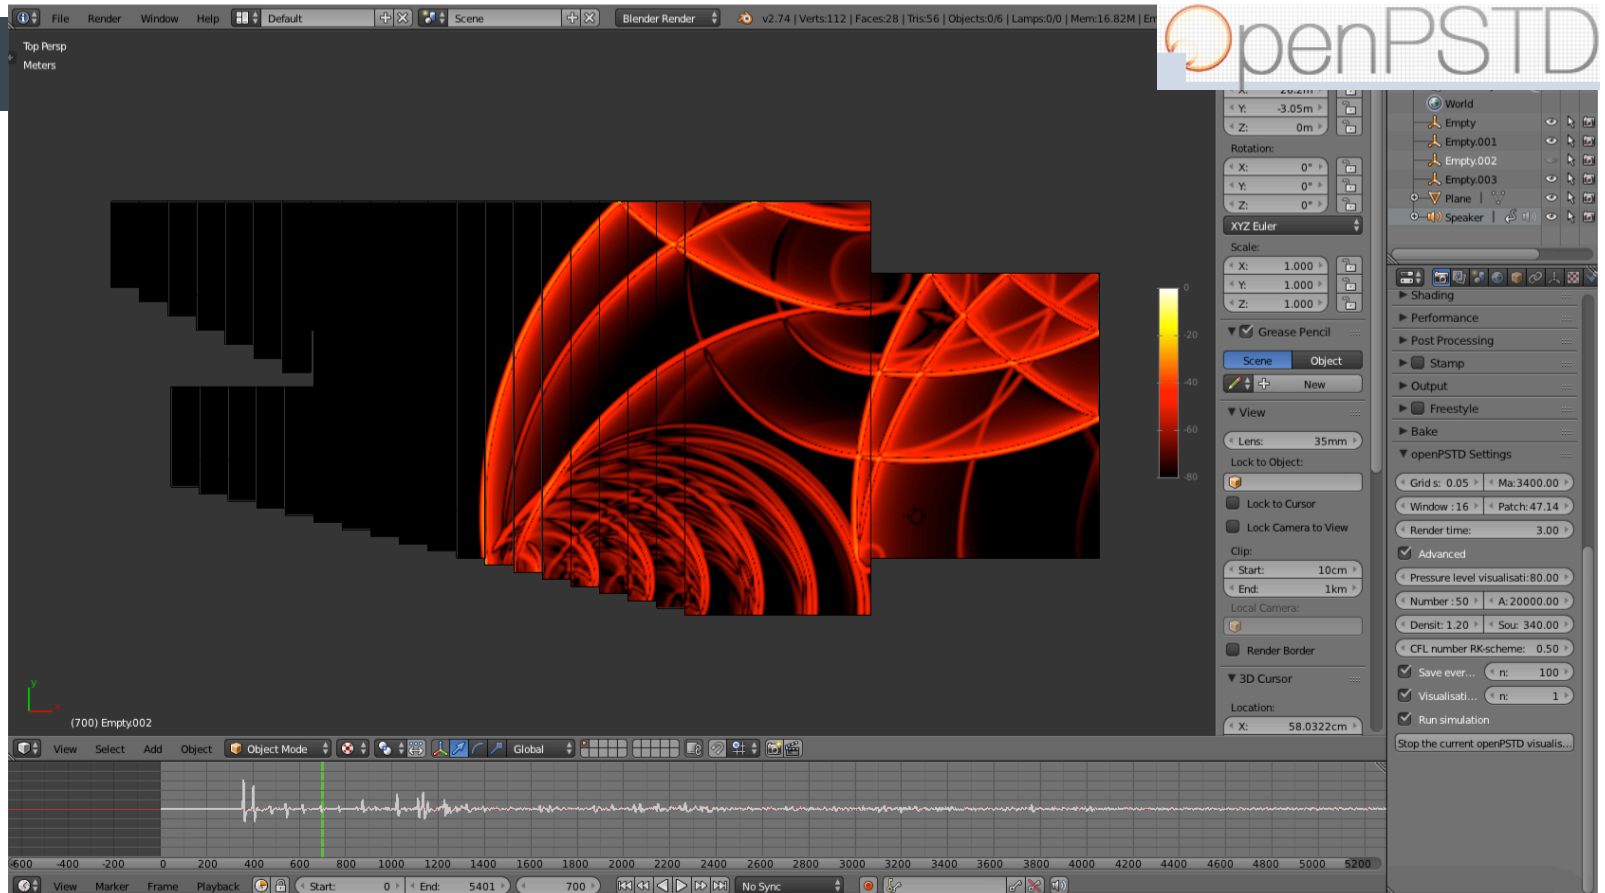 File Render Window Help Default Scene Blender Render v2.74 | Verts:112 | Faces:28 | Tris:56 | Objects:0/6 | Lamps:0/0 | Mem:16.82M | Em
OpenPSTD
Top Persp
Meters
Y: -3.05m
Z: 0m
Rotation:
X: 0°
Y: 0°
Z: 0°
XYZ Euler
Scale:
X: 1.000
Y: 1.000
Z: 1.000
Grease Pencil
Scene Object
New
View
Lens: 35mm
Lock to Object:
Lock to Cursor
Lock Camera to View
Clip:
Start: 10cm
End: 1km
Local Camera:
Render Border
3D Cursor
Location:
X: 58.0322cm
World
Empty
Empty.001
Empty.002
Empty.003
Plane
Speaker
Shading
Performance
Post Processing
Stamp
Output
Freestyle
Bake
openPSTD Settings
Grid s: 0.05 Ma:3400.00
Window :16 Patch:47.14
Render time: 3.00
Advanced
Pressure level visualisati:80.00
Number :50 A:20000.00
Densit: 1.20 Sou: 340.00
CFL number RK-scheme: 0.50
Save ever... n: 100
Visualisati... n: 1
Run simulation
Stop the current openPSTD visualis...
0
-20
-40
-60
-80
y
x
(700) Empty.002
View Select Add Object Object Mode Global
-600 -400 -200 0 200 400 600 800 1000 1200 1400 1600 1800 2000 2200 2400 2600 2800 3000 3200 3400 3600 3800 4000 4200 4400 4600 4800 5000 5200
View Marker Frame Playback Start: 0 End: 5401 700 No Sync